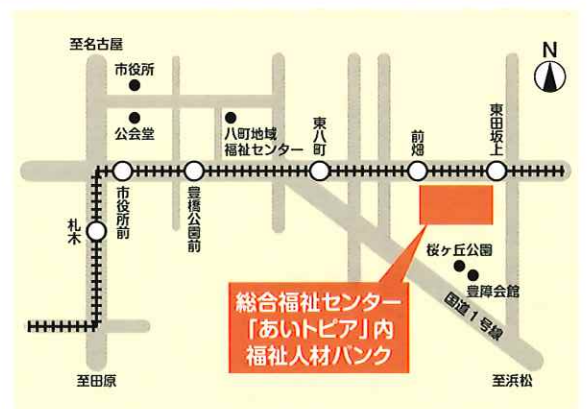 至名古屋
市役所
公会堂
八町地域
福祉センター
東八町
前畑
東田坂上
N
市役所前
豊橋公園前
札木
桜ヶ丘公園
豊障会館
国道1号線
総合福祉センター
「あいトピア」内
福祉人材バンク
至田原
至浜松